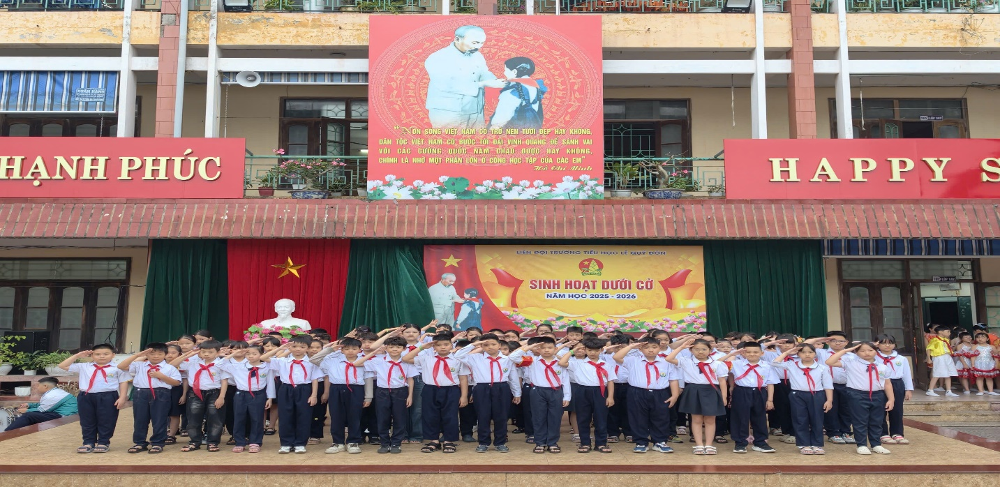 XUÂN HẠNH
"NON SÔNG VIỆT NAM CÓ TRỞ NÊN TƯƠI ĐẸP HAY KHÔNG,
DÂN TỘC VIỆT NAM CÓ BƯỚC TỚI ĐÀI VINH QUANG ĐỂ SÁNH VAI
VỚI CÁC CƯỜNG QUỐC NĂM CHÂU ĐƯỢC HAY KHÔNG,
CHÍNH LÀ NHỜ MỘT PHẦN LỚN Ở CÔNG HỌC TẬP CỦA CÁC EM"
Hồ Chí Minh
HẠNH PHÚC
HAPPY S
LIÊN ĐỘI TRƯỜNG TIỂU HỌC LÊ QUÝ ĐÔN
SINH HOẠT DƯỚI CỜ
NĂM HỌC 2025 - 2026